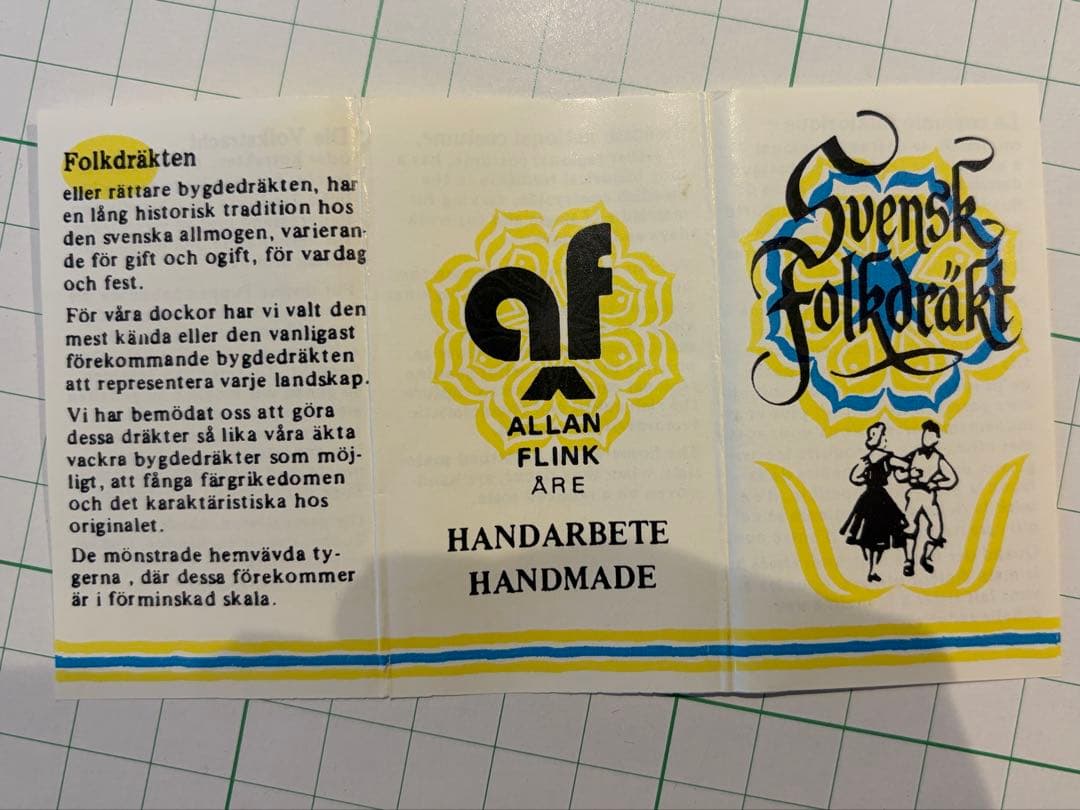 Folkdräkten
eller rättare bygdedräkten, har
en lång historisk tradition hos
den svenska allmogen, varieran-
de för gift och ogift, för vardag
och fest.
För våra dockor har vi valt den
mest kända eller den vanligast
förekommande bygdedräkten
att representera varje landskap.
Vi har bemödat oss att göra
dessa dräkter så lika våra äkta
vackra bygdedräkter som möj-
ligt, att fånga färgrikedomen
och det karaktäristiska hos
originalet.
De mönstrade hemvävda ty-
gerna , där dessa förekommer
är i förminskad skala.
af
ALLAN
FLINK
ÅRE
HANDARBETE
HANDMADE
Svensk
Folkdräkt